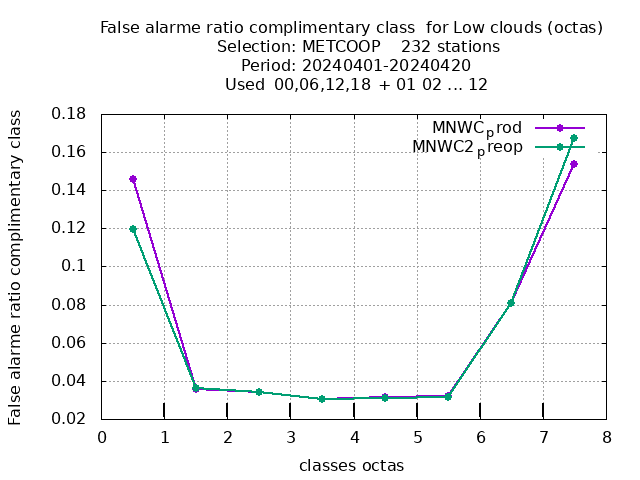 False alarme ratio complimentary class  for Low clouds (octas)
Selection: METCOOP    232 stations
Period: 20240401-20240420
Used  00,06,12,18 + 01 02 ... 12
MNWCprod
MNWC2preop
False alarme ratio complimentary class
0.18
0.16
0.14
0.12
0.1
0.08
0.06
0.04
0.02
0 1 2 3 4 5 6 7 8
classes octas